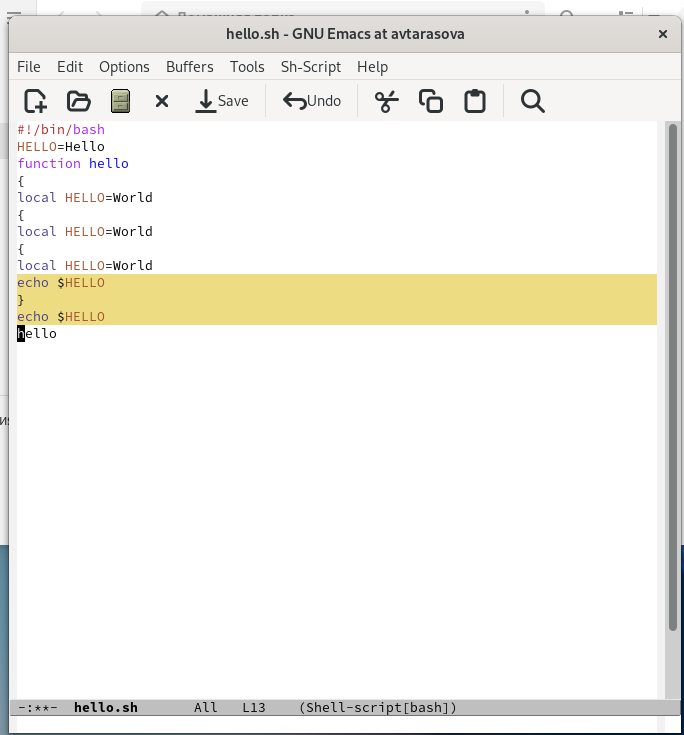 hello.sh - GNU Emacs at avtarasova
File Edit Options Buffers Tools Sh-Script Help
Save Undo
#!/bin/bash
HELLO=Hello
function hello
{
local HELLO=World
{
local HELLO=World
{
local HELLO=World
echo $HELLO
}
echo $HELLO
hello
-:**- hello.sh All L13 (Shell-script[bash])